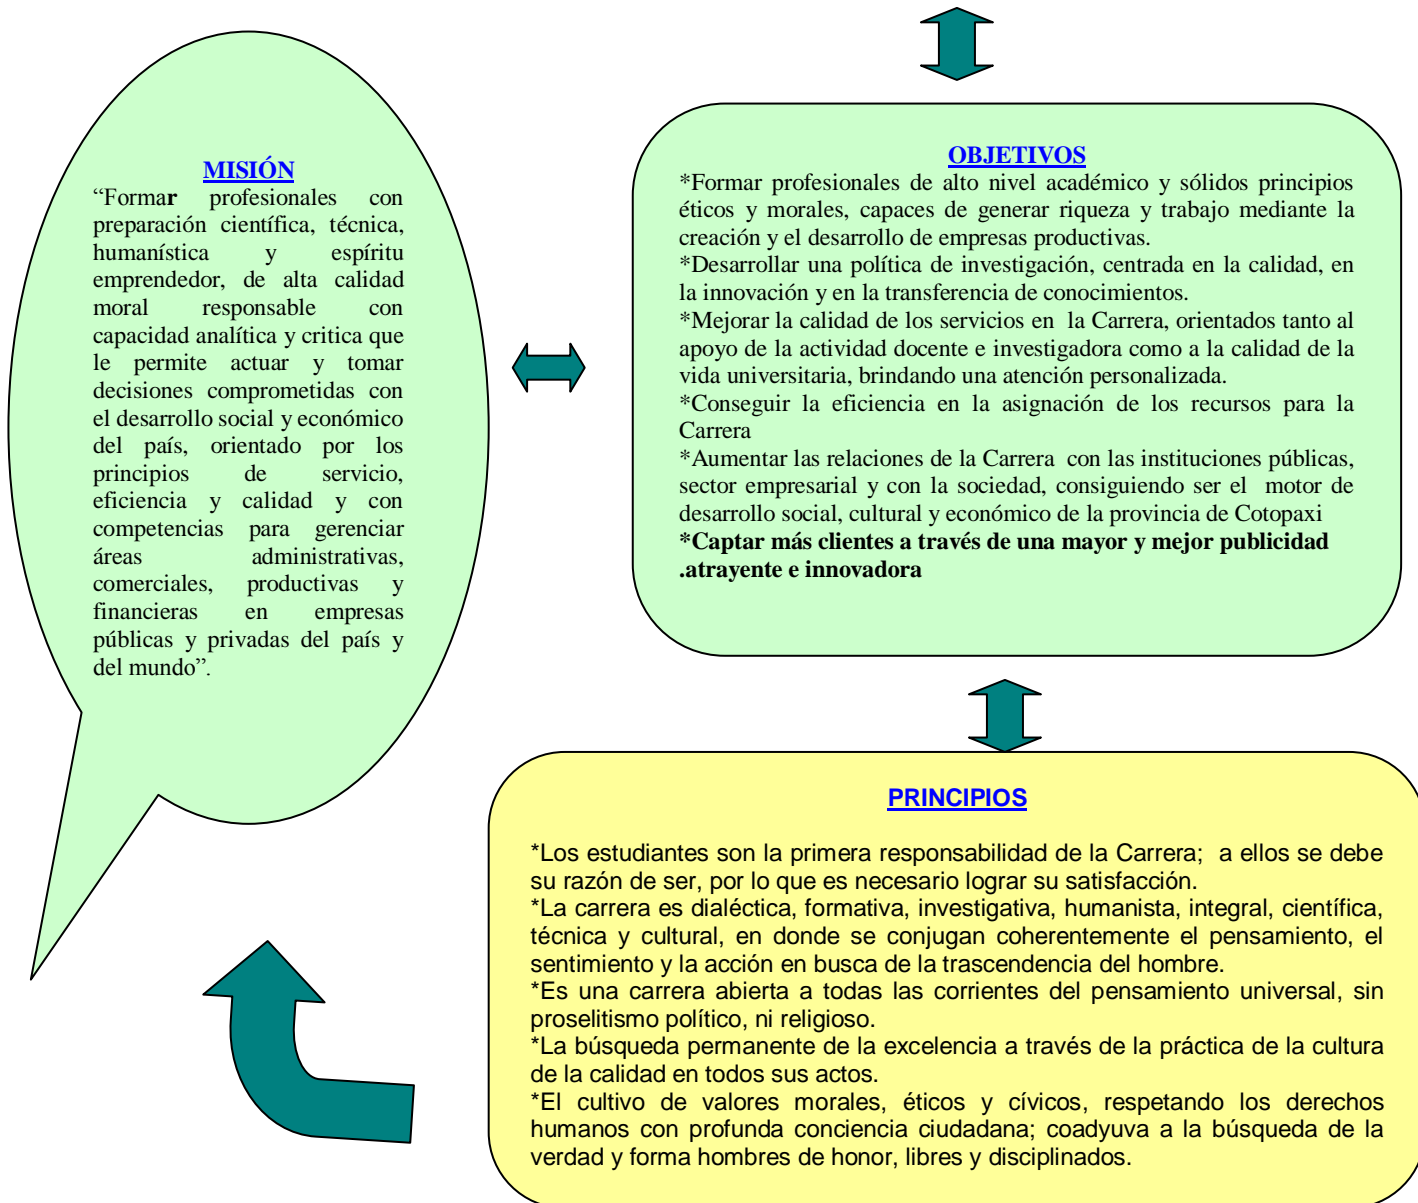 MISIÓN
“Formar profesionales con
preparación científica, técnica,
humanística y espíritu
emprendedor, de alta calidad
moral responsable con
capacidad analítica y critica que
le permite actuar y tomar
decisiones comprometidas con
el desarrollo social y económico
del país, orientado por los
principios de servicio,
eficiencia y calidad y con
competencias para gerenciar
áreas administrativas,
comerciales, productivas y
financieras en empresas
públicas y privadas del país y
del mundo”.
OBJETIVOS
*Formar profesionales de alto nivel académico y sólidos principios
éticos y morales, capaces de generar riqueza y trabajo mediante la
creación y el desarrollo de empresas productivas.
*Desarrollar una política de investigación, centrada en la calidad, en
la innovación y en la transferencia de conocimientos.
*Mejorar la calidad de los servicios en la Carrera, orientados tanto al
apoyo de la actividad docente e investigadora como a la calidad de la
vida universitaria, brindando una atención personalizada.
*Conseguir la eficiencia en la asignación de los recursos para la
Carrera
*Aumentar las relaciones de la Carrera con las instituciones públicas,
sector empresarial y con la sociedad, consiguiendo ser el motor de
desarrollo social, cultural y económico de la provincia de Cotopaxi
*Captar más clientes a través de una mayor y mejor publicidad
.atrayente e innovadora
PRINCIPIOS
*Los estudiantes son la primera responsabilidad de la Carrera; a ellos se debe
su razón de ser, por lo que es necesario lograr su satisfacción.
*La carrera es dialéctica, formativa, investigativa, humanista, integral, científica,
técnica y cultural, en donde se conjugan coherentemente el pensamiento, el
sentimiento y la acción en busca de la trascendencia del hombre.
*Es una carrera abierta a todas las corrientes del pensamiento universal, sin
proselitismo político, ni religioso.
*La búsqueda permanente de la excelencia a través de la práctica de la cultura
de la calidad en todos sus actos.
*El cultivo de valores morales, éticos y cívicos, respetando los derechos
humanos con profunda conciencia ciudadana; coadyuva a la búsqueda de la
verdad y forma hombres de honor, libres y disciplinados.